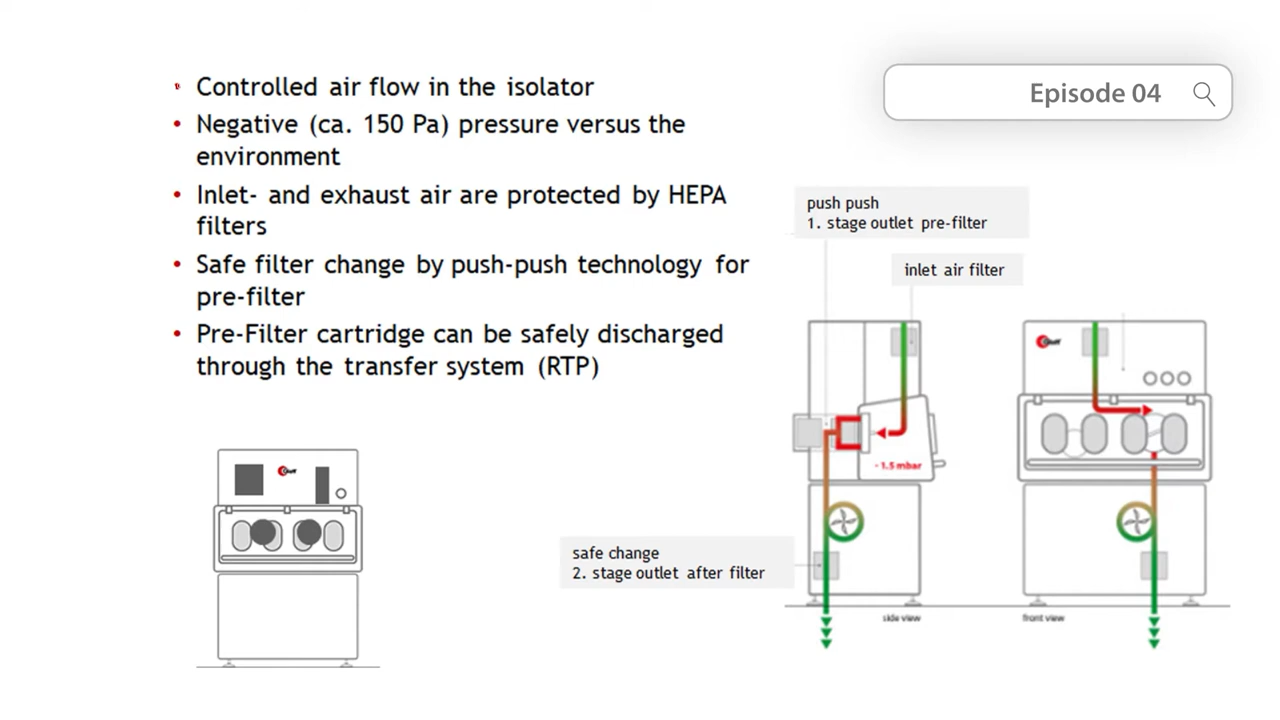 Episode 04
Controlled air flow in the isolator
Negative (ca. 150 Pa) pressure versus the
environment
Inlet- and exhaust air are protected by HEPA
filters
Safe filter change by push-push technology for
pre-filter
Pre-Filter cartridge can be safely discharged
through the transfer system (RTP)
push push
1. stage outlet pre-filter
inlet air filter
- 1.5 mbar
safe change
2. stage outlet after filter
side view
front view